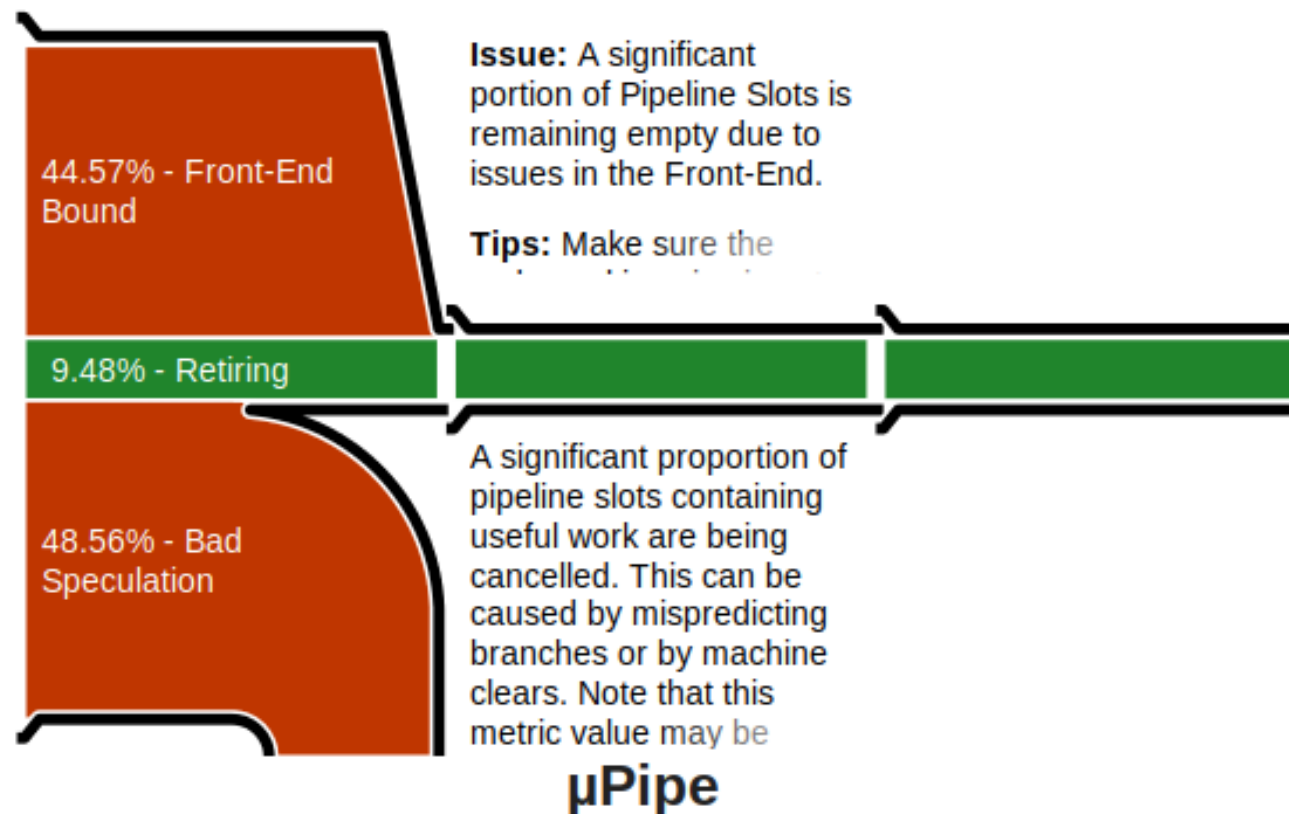 44.57% - Front-End
Bound
Issue: A significant
portion of Pipeline Slots is
remaining empty due to
issues in the Front-End.
Tips: Make sure the
9.48% - Retiring
48.56% - Bad
Speculation
A significant proportion of
pipeline slots containing
useful work are being
cancelled. This can be
caused by mispredicting
branches or by machine
clears. Note that this
metric value may be
µPipe